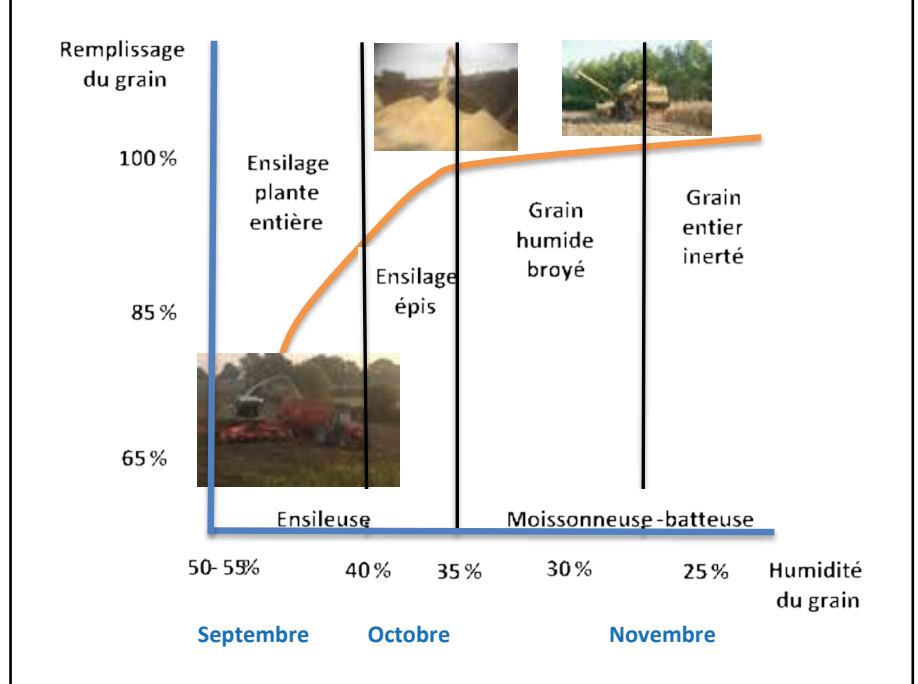 Remplissage
du grain
100 %
Ensilage
plante
entière
Grain
humide
broyé
Grain
entier
inerté
Ensilage
épis
85 %
65 %
Ensileuse
Moissonneuse-batteuse
50-55%
40 %
35 %
30 %
25 %
Humidité
du grain
Septembre
Octobre
Novembre